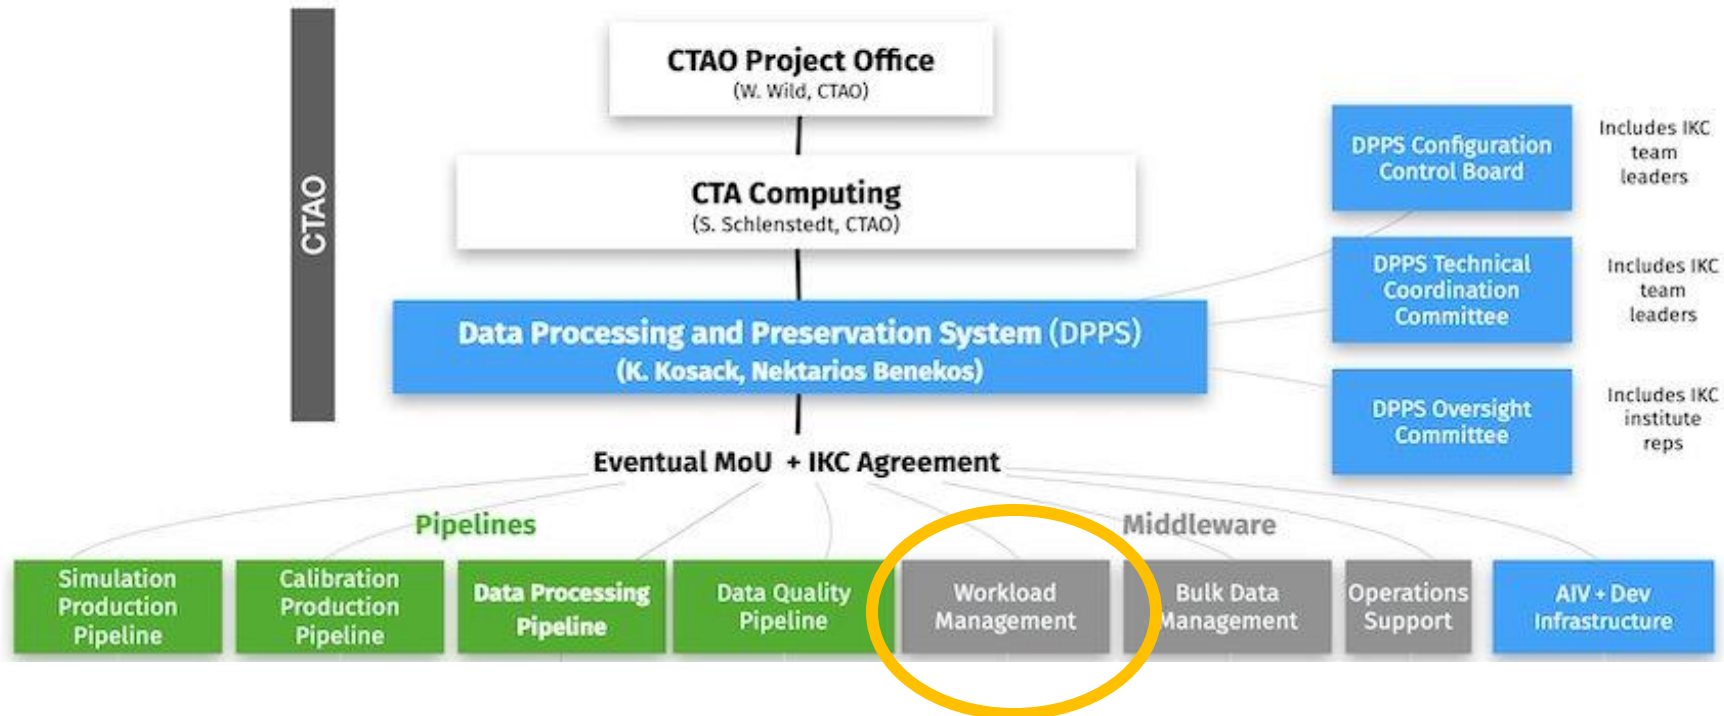 CTAO
CTAO Project Office
(W. Wild, CTAO)
CTA Computing
(S. Schlenstedt, CTAO)
Data Processing and Preservation System (DPPS)
(K. Kosack, Nektarios Benekos)
DPPS Configuration
Control Board
Includes IKC
team
leaders
DPPS Technical
Coordination
Committee
Includes IKC
team
leaders
DPPS Oversight
Committee
Includes IKC
institute
reps
Eventual MoU + IKC Agreement
Pipelines
Middleware
Simulation
Production
Pipeline
Calibration
Production
Pipeline
Data Processing
Pipeline
Data Quality
Pipeline
Workload
Management
Bulk Data
Management
Operations
Support
AIV + Dev
Infrastructure